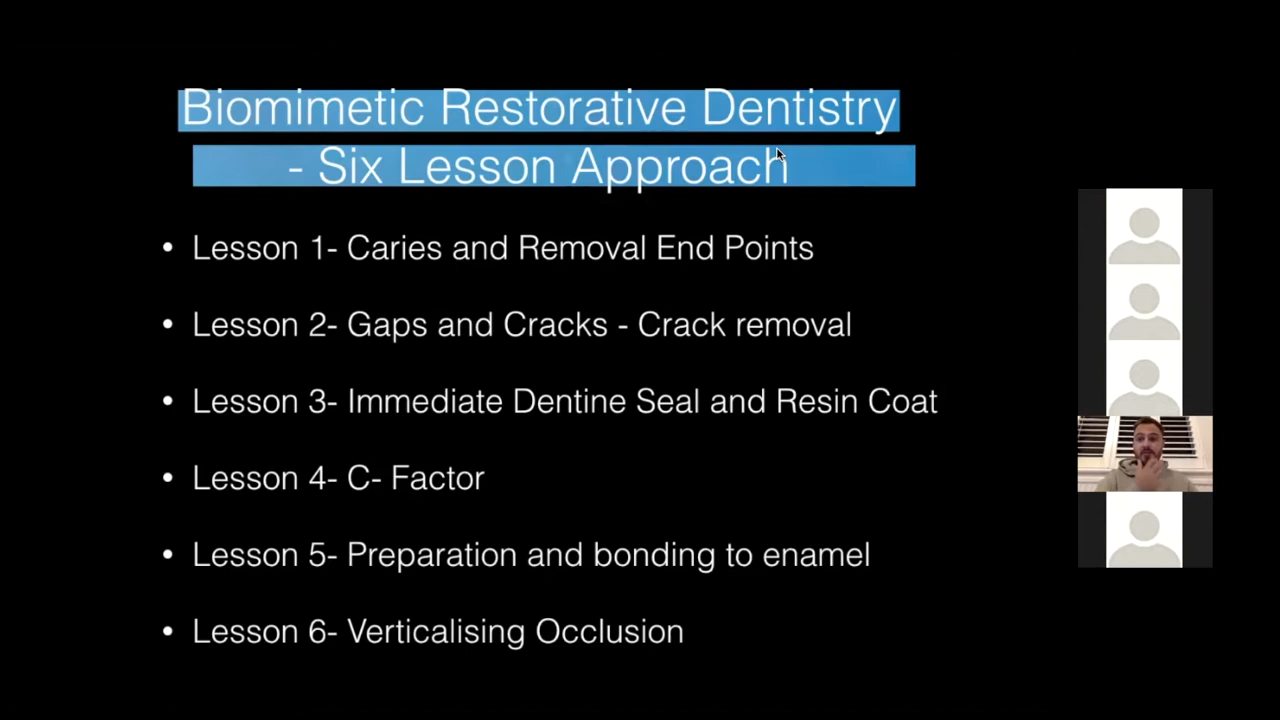 Biomimetic Restorative Dentistry
- Six Lesson Approach
• Lesson 1- Caries and Removal End Points
• Lesson 2- Gaps and Cracks - Crack removal
• Lesson 3- Immediate Dentine Seal and Resin Coat
• Lesson 4- C- Factor
• Lesson 5- Preparation and bonding to enamel
• Lesson 6- Verticalising Occlusion